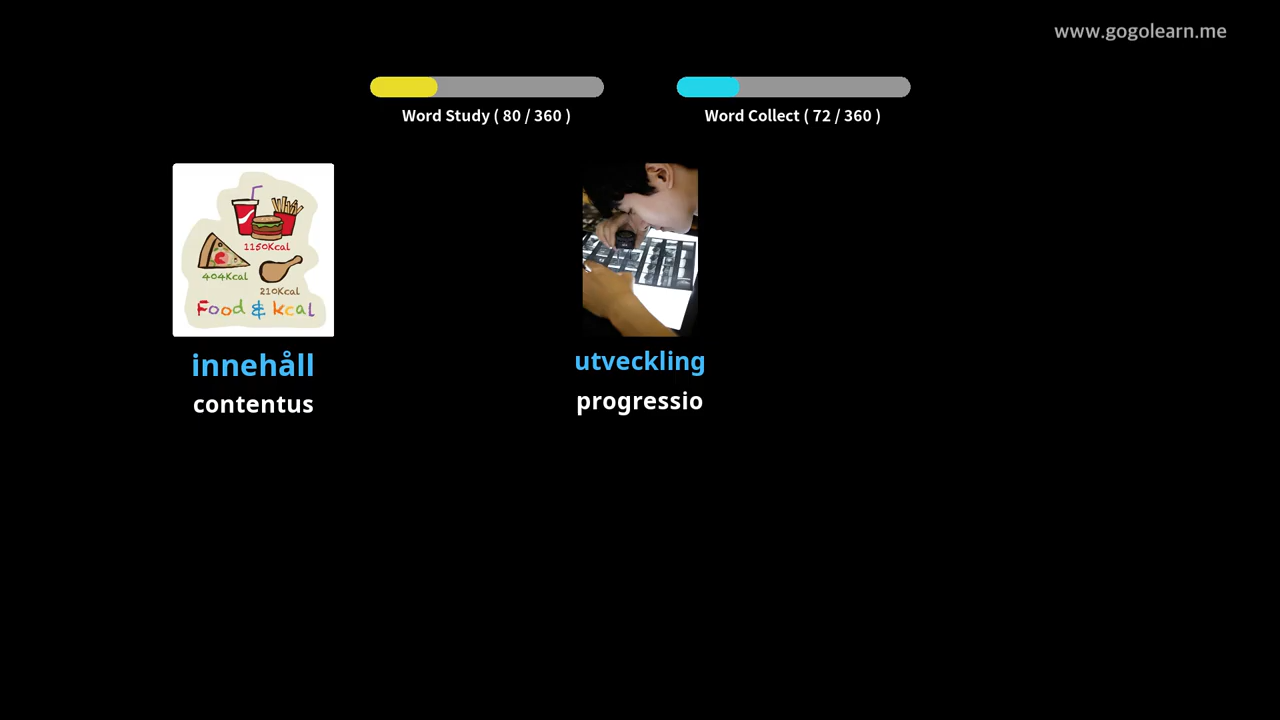 www.gogolearn.me
Word Study ( 80 / 360 )
Word Collect ( 72 / 360 )
1150Kcal
404Kcal
210Kcal
Food & kcal
innehåll
contentus
utveckling
progressio